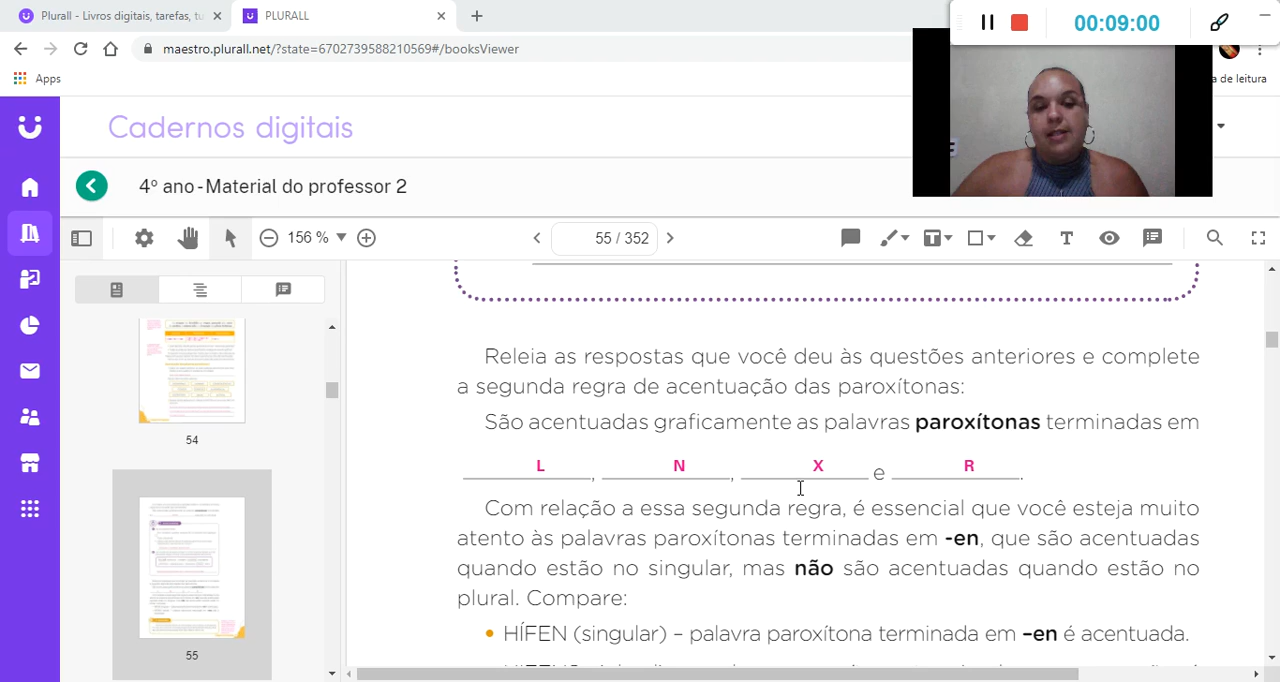 Plurall - Livros digitais, tarefas, tu
PLURALL
00:09:00
maestro.plurall.net/?state=6702739588210569#/booksViewer
Apps
a de leitura
Cadernos digitais
4º ano - Material do professor 2
156 %
55 / 352
Releia as respostas que você deu às questões anteriores e complete
a segunda regra de acentuação das paroxítonas:
São acentuadas graficamente as palavras paroxítonas terminadas em
L, N, X e R.
Com relação a essa segunda regra, é essencial que você esteja muito
atento às palavras paroxítonas terminadas em -en, que são acentuadas
quando estão no singular, mas não são acentuadas quando estão no
plural. Compare:
• HÍFEN (singular) – palavra paroxítona terminada em –en é acentuada.
54
55